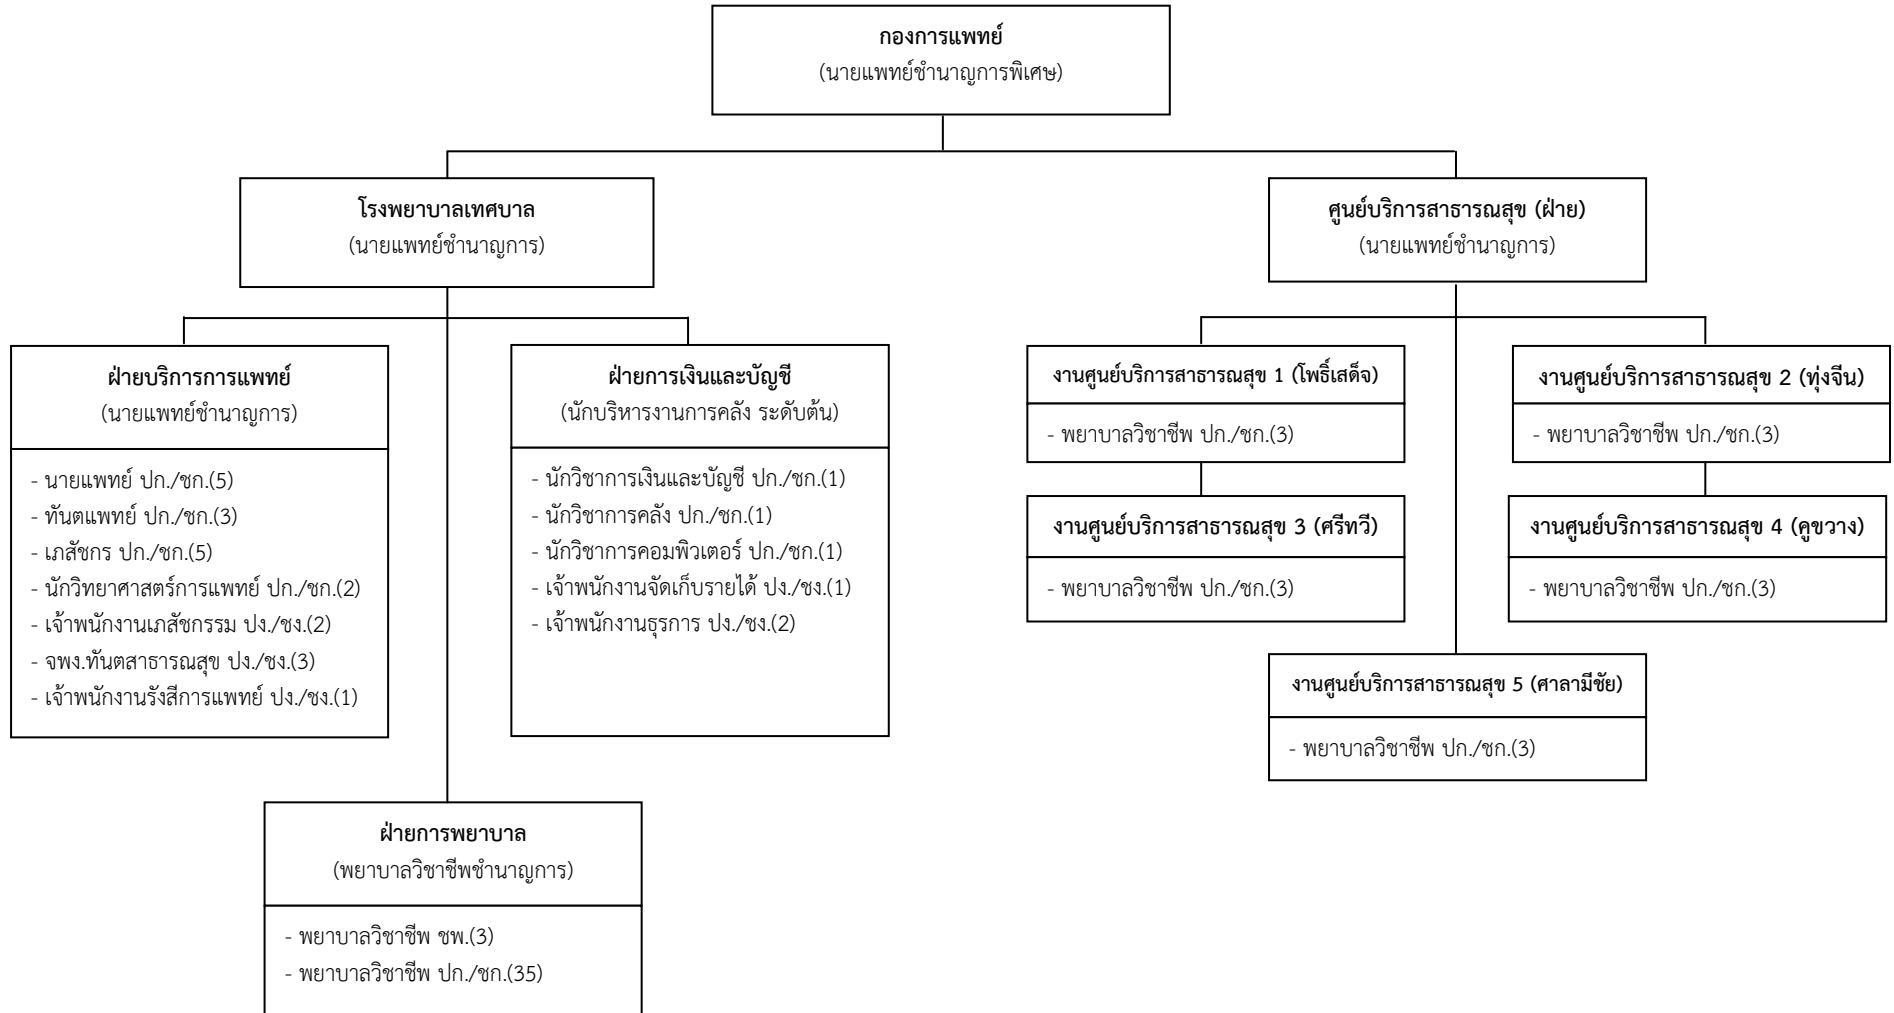 กองการแพทย์
(นายแพทย์ชำนาญการพิเศษ)
โรงพยาบาลเทศบาล
(นายแพทย์ชำนาญการ)
ศูนย์บริการสาธารณสุข (ฝ่าย)
(นายแพทย์ชำนาญการ)
ฝ่ายบริการการแพทย์
(นายแพทย์ชำนาญการ)
- นายแพทย์ ปก./ชก.(5)
- ทันตแพทย์ ปก./ชก.(3)
- เภสัชกร ปก./ชก.(5)
- นักวิทยาศาสตร์การแพทย์ ปก./ชก.(2)
- เจ้าพนักงานเภสัชกรรม ปง./ชง.(2)
- จพง.ทันตสาธารณสุข ปง./ชง.(3)
- เจ้าพนักงานรังสีการแพทย์ ปง./ชง.(1)
ฝ่ายการเงินและบัญชี
(นักบริหารงานการคลัง ระดับต้น)
- นักวิชาการเงินและบัญชี ปก./ชก.(1)
- นักวิชาการคลัง ปก./ชก.(1)
- นักวิชาการคอมพิวเตอร์ ปก./ชก.(1)
- เจ้าพนักงานจัดเก็บรายได้ ปง./ชง.(1)
- เจ้าพนักงานธุรการ ปง./ชง.(2)
ฝ่ายการพยาบาล
(พยาบาลวิชาชีพชำนาญการ)
- พยาบาลวิชาชีพ ชพ.(3)
- พยาบาลวิชาชีพ ปก./ชก.(35)
งานศูนย์บริการสาธารณสุข 1 (โพธิ์เสด็จ)
- พยาบาลวิชาชีพ ปก./ชก.(3)
งานศูนย์บริการสาธารณสุข 2 (ทุ่งจีน)
- พยาบาลวิชาชีพ ปก./ชก.(3)
งานศูนย์บริการสาธารณสุข 3 (ศรีทวี)
- พยาบาลวิชาชีพ ปก./ชก.(3)
งานศูนย์บริการสาธารณสุข 4 (คูขวาง)
- พยาบาลวิชาชีพ ปก./ชก.(3)
งานศูนย์บริการสาธารณสุข 5 (ศาลามีชัย)
- พยาบาลวิชาชีพ ปก./ชก.(3)